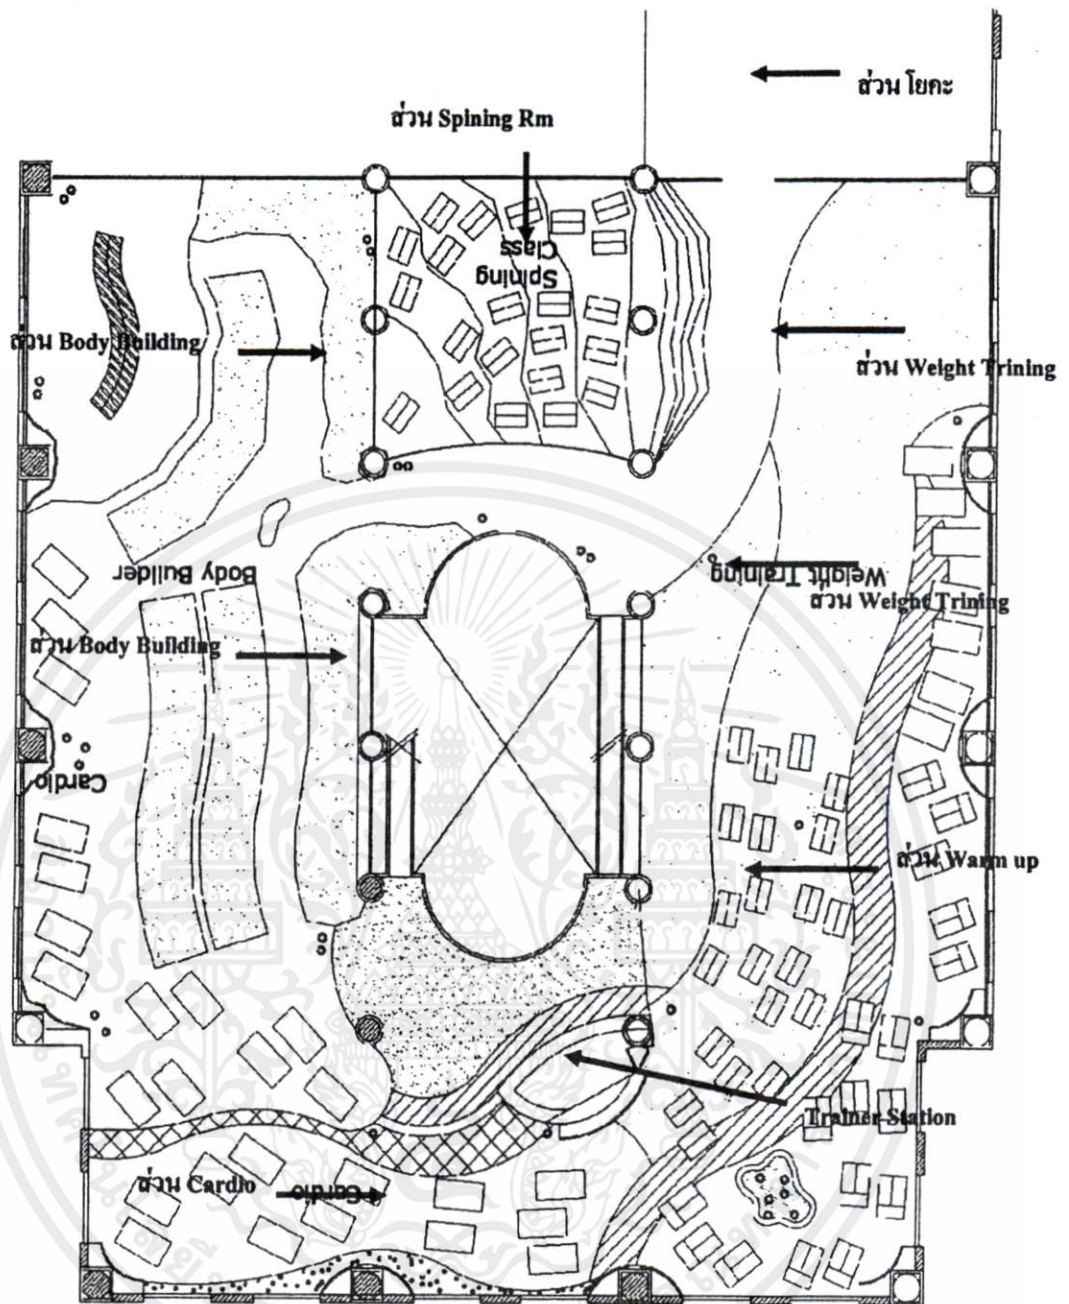 ส่วน โยคะ
ส่วน Spining Rm
Spining
Class
ส่วน Body Building
ส่วน Weight Trining
Body Builder
Weight Training
ส่วน Weight Trining
ส่วน Body Building
Cardio
ส่วน Warm up
Trainer Station
ส่วน Cardio
Cardio